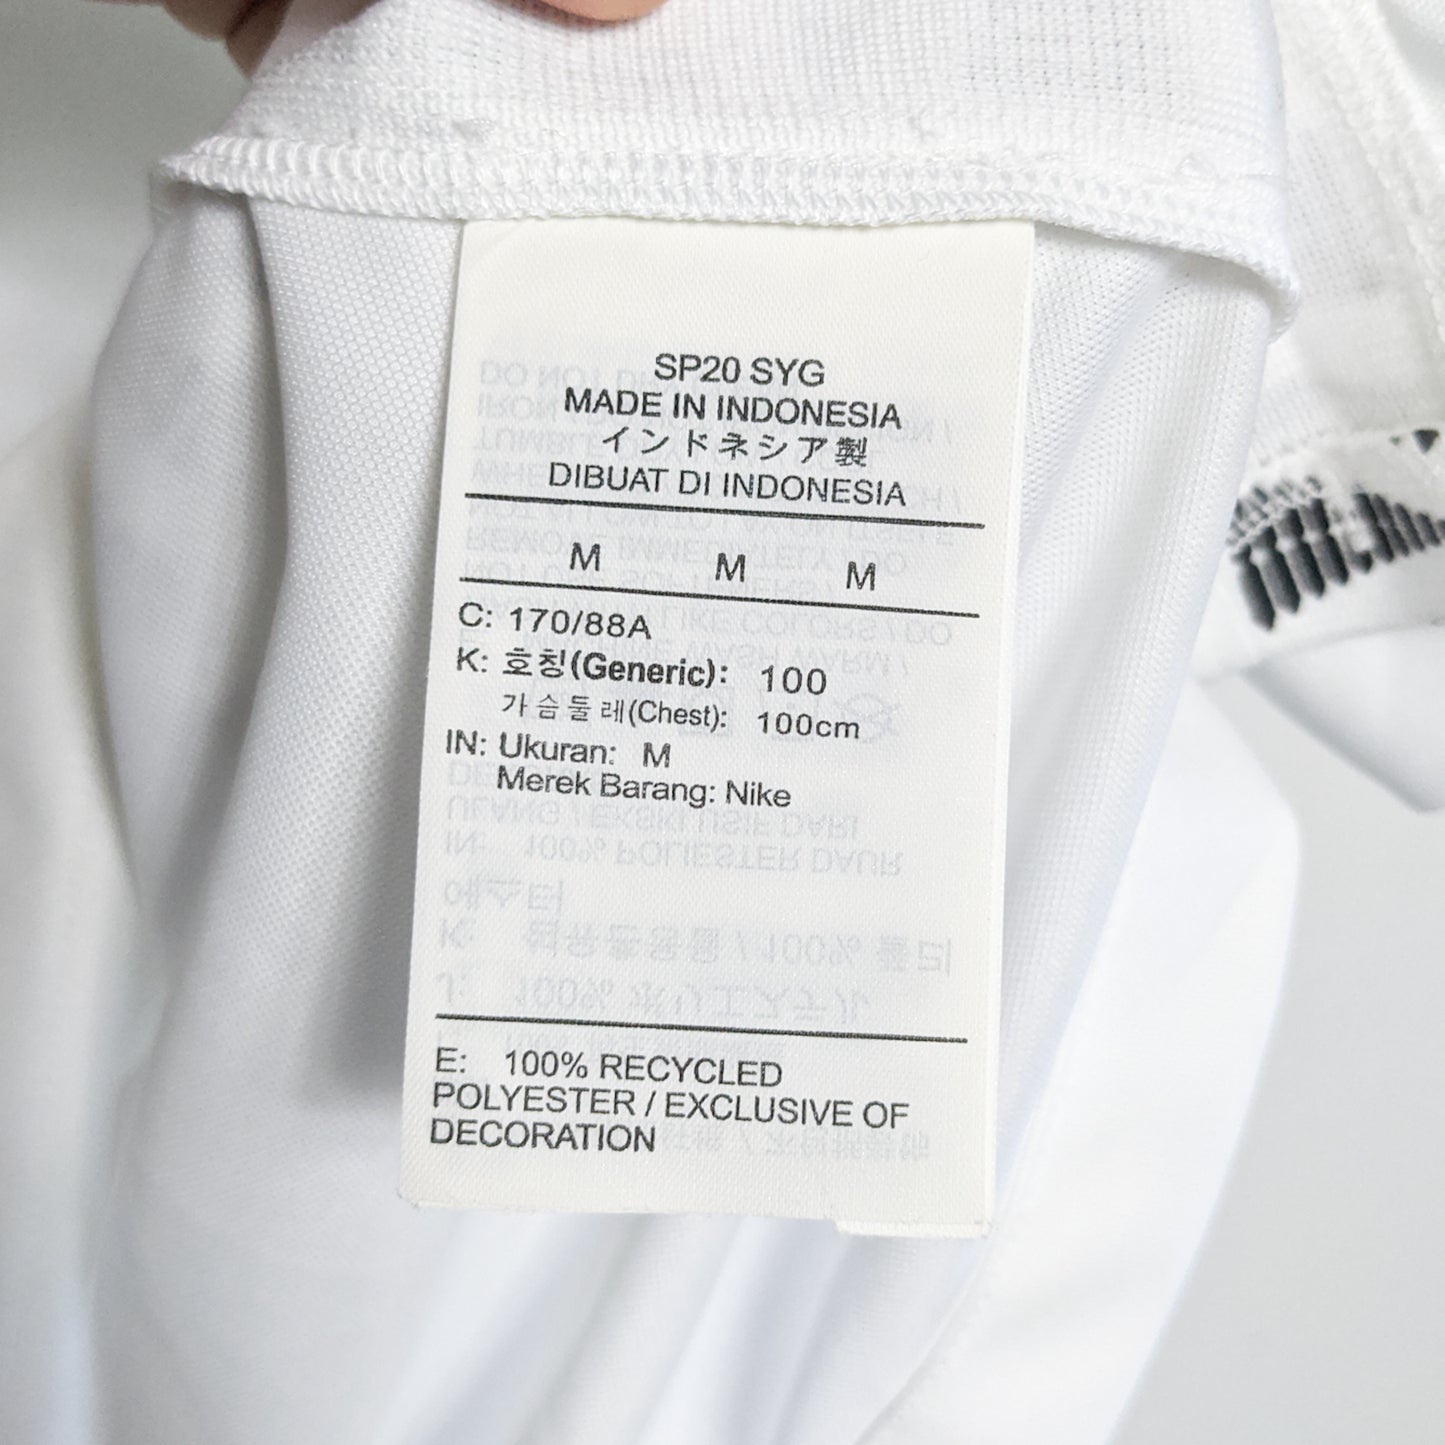 SP20 SYG
MADE IN INDONESIA
インドネシア製
DIBUAT DI INDONESIA
M M M
C: 170/88A
K: 호칭(Generic): 100
가슴둘레(Chest): 100cm
IN: Ukuran: M
Merek Barang: Nike
E: 100% RECYCLED
POLYESTER / EXCLUSIVE OF
DECORATION